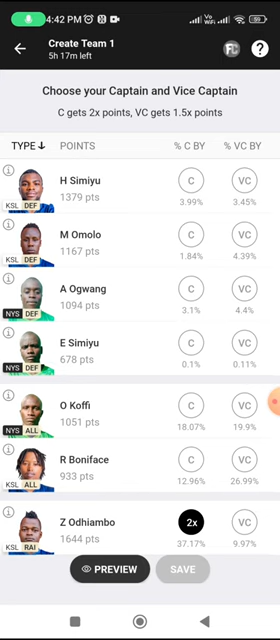 4:42 PM
Vo
WiFi
59
Create Team 1
5h 17m left
FC
?
Choose your Captain and Vice Captain
C gets 2x points, VC gets 1.5x points
TYPE↓ POINTS % C BY % VC BY
H Simiyu C VC
1379 pts
KSL DEF 3.99% 3.45%
M Omolo C VC
1167 pts
KSL DEF 1.84% 4.39%
A Ogwang C VC
1094 pts
NYS DEF 3.1% 4.4%
E Simiyu C VC
678 pts
NYS DEF 0.1% 0.11%
O Koffi C VC
1051 pts
NYS ALL 18.07% 19.9%
R Boniface C VC
933 pts
KSL ALL 12.96% 26.99%
Z Odhiambo 2x VC
1644 pts
KSL RAI 37.17% 9.97%
PREVIEW SAVE